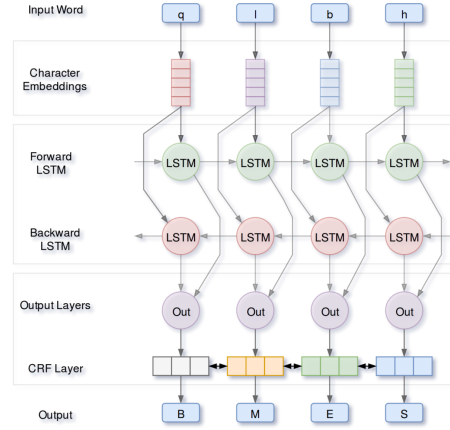 Input Word q l b h
Character
Embeddings
Forward
LSTM
LSTM LSTM LSTM LSTM
Backward
LSTM
LSTM LSTM LSTM LSTM
Output Layers Out Out Out Out
CRF Layer
Output B M E S